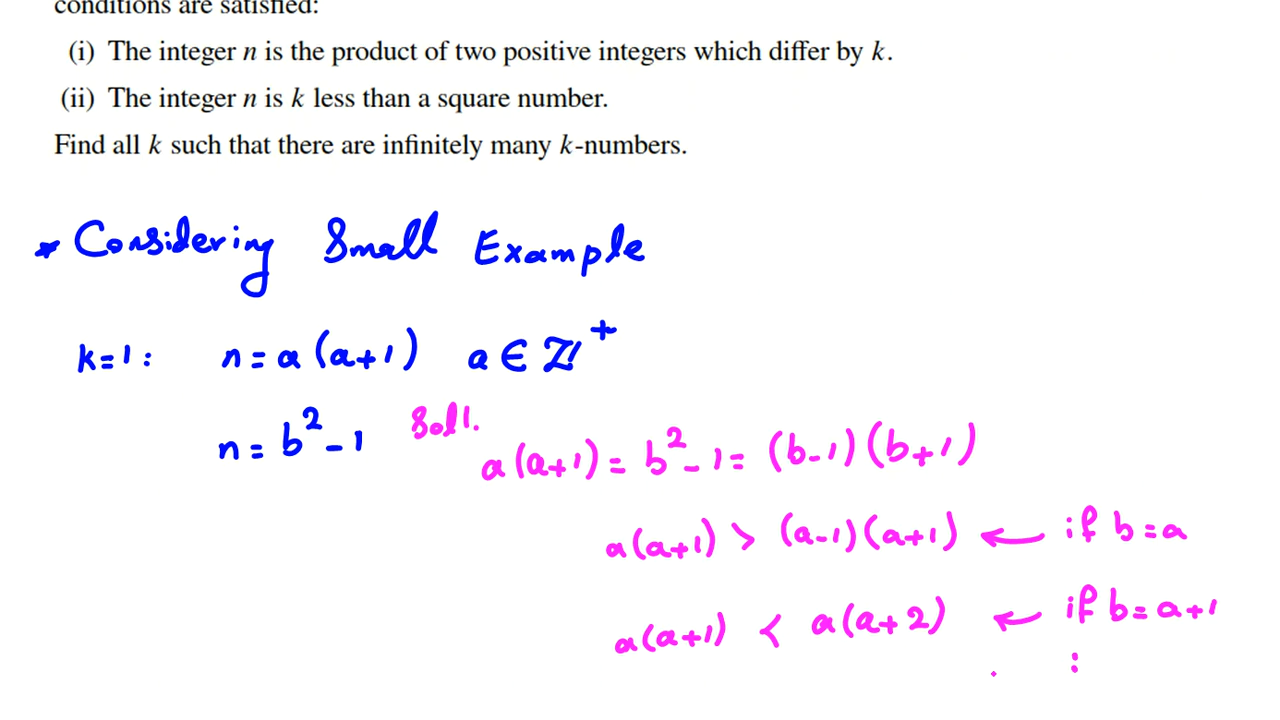 conditions are satisfied:
(i) The integer n is the product of two positive integers which differ by k.
(ii) The integer n is k less than a square number.
Find all k such that there are infinitely many k-numbers.
* Considering Small Example
k=1: n=a(a+1) a∈ℤ⁺
n=b²-1 Soll.
a(a+1)=b²-1=(b-1)(b+1)
a(a+1) > (a-1)(a+1) ← if b=a
a(a+1) < a(a+2) ← if b=a+1
: